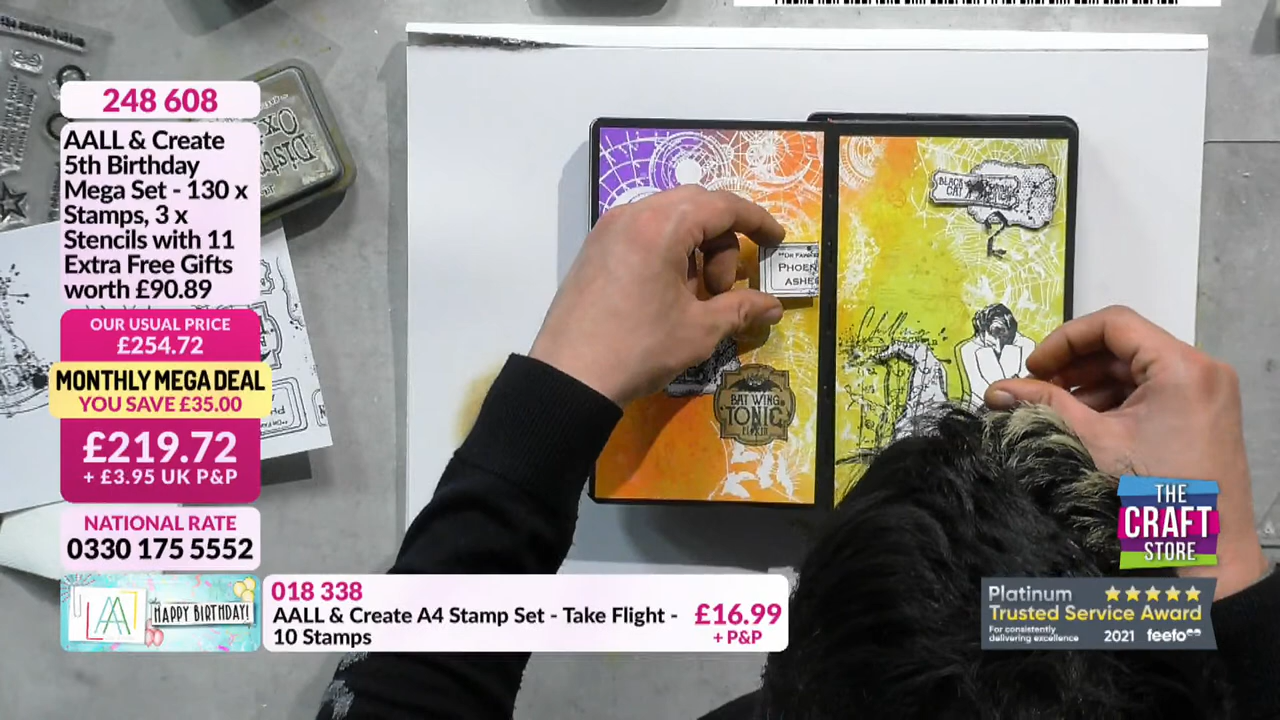 248 608
AALL & Create
5th Birthday
Mega Set - 130 x
Stamps, 3 x
Stencils with 11
Extra Free Gifts
worth £90.89
OUR USUAL PRICE
£254.72
MONTHLY MEGA DEAL
YOU SAVE £35.00
£219.72
+ £3.95 UK P&P
NATIONAL RATE
0330 175 5552
LAA
HAPPY BIRTHDAY!
018 338
AALL & Create A4 Stamp Set - Take Flight -
10 Stamps
£16.99
+ P&P
BLACK
CAT
PHOEN
ASHE
BAT WING
TONIC
ELIXIR
THE
CRAFT
STORE
Platinum
Trusted Service Award
For consistently
delivering excellence
2021 feefo